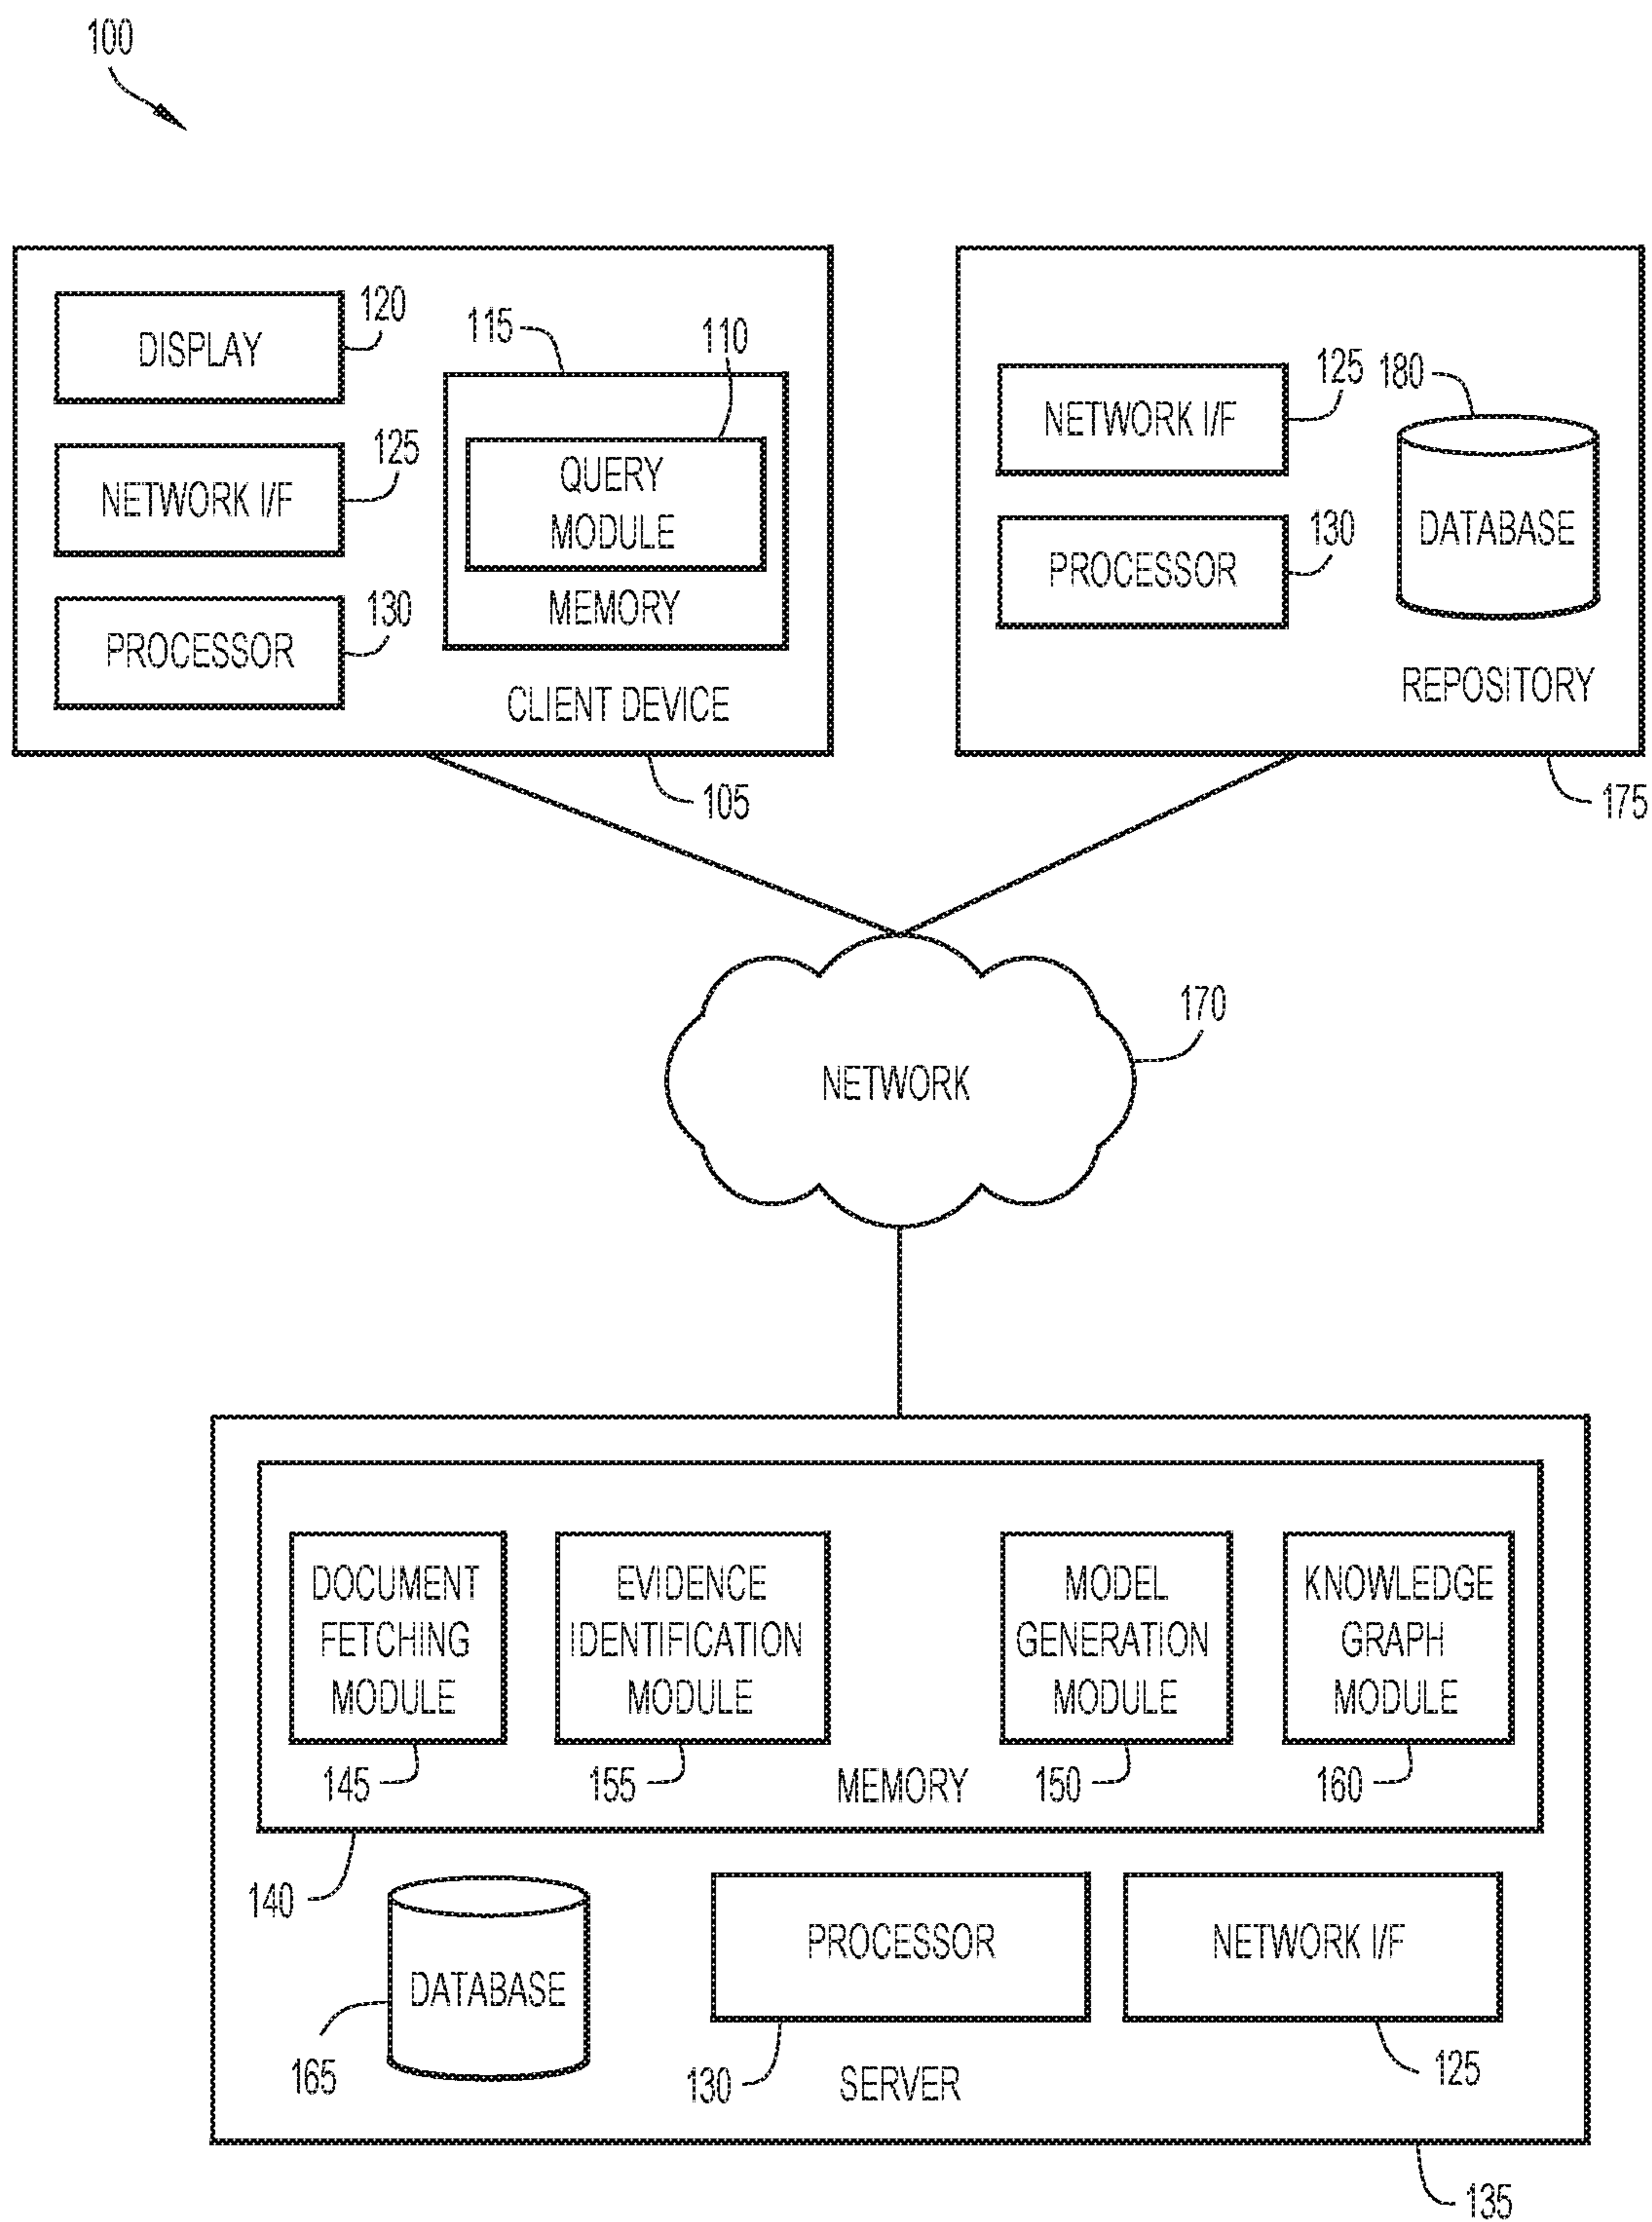 100
DISPLAY
120
NETWORK I/F
125
PROCESSOR
130
115
110
QUERY
MODULE
MEMORY
CLIENT DEVICE
105
NETWORK I/F
125
180
PROCESSOR
130
DATABASE
REPOSITORY
175
NETWORK
170
DOCUMENT
FETCHING
MODULE
145
EVIDENCE
IDENTIFICATION
MODULE
155
MODEL
GENERATION
MODULE
150
KNOWLEDGE
GRAPH
MODULE
160
MEMORY
140
DATABASE
165
PROCESSOR
130
NETWORK I/F
125
SERVER
135